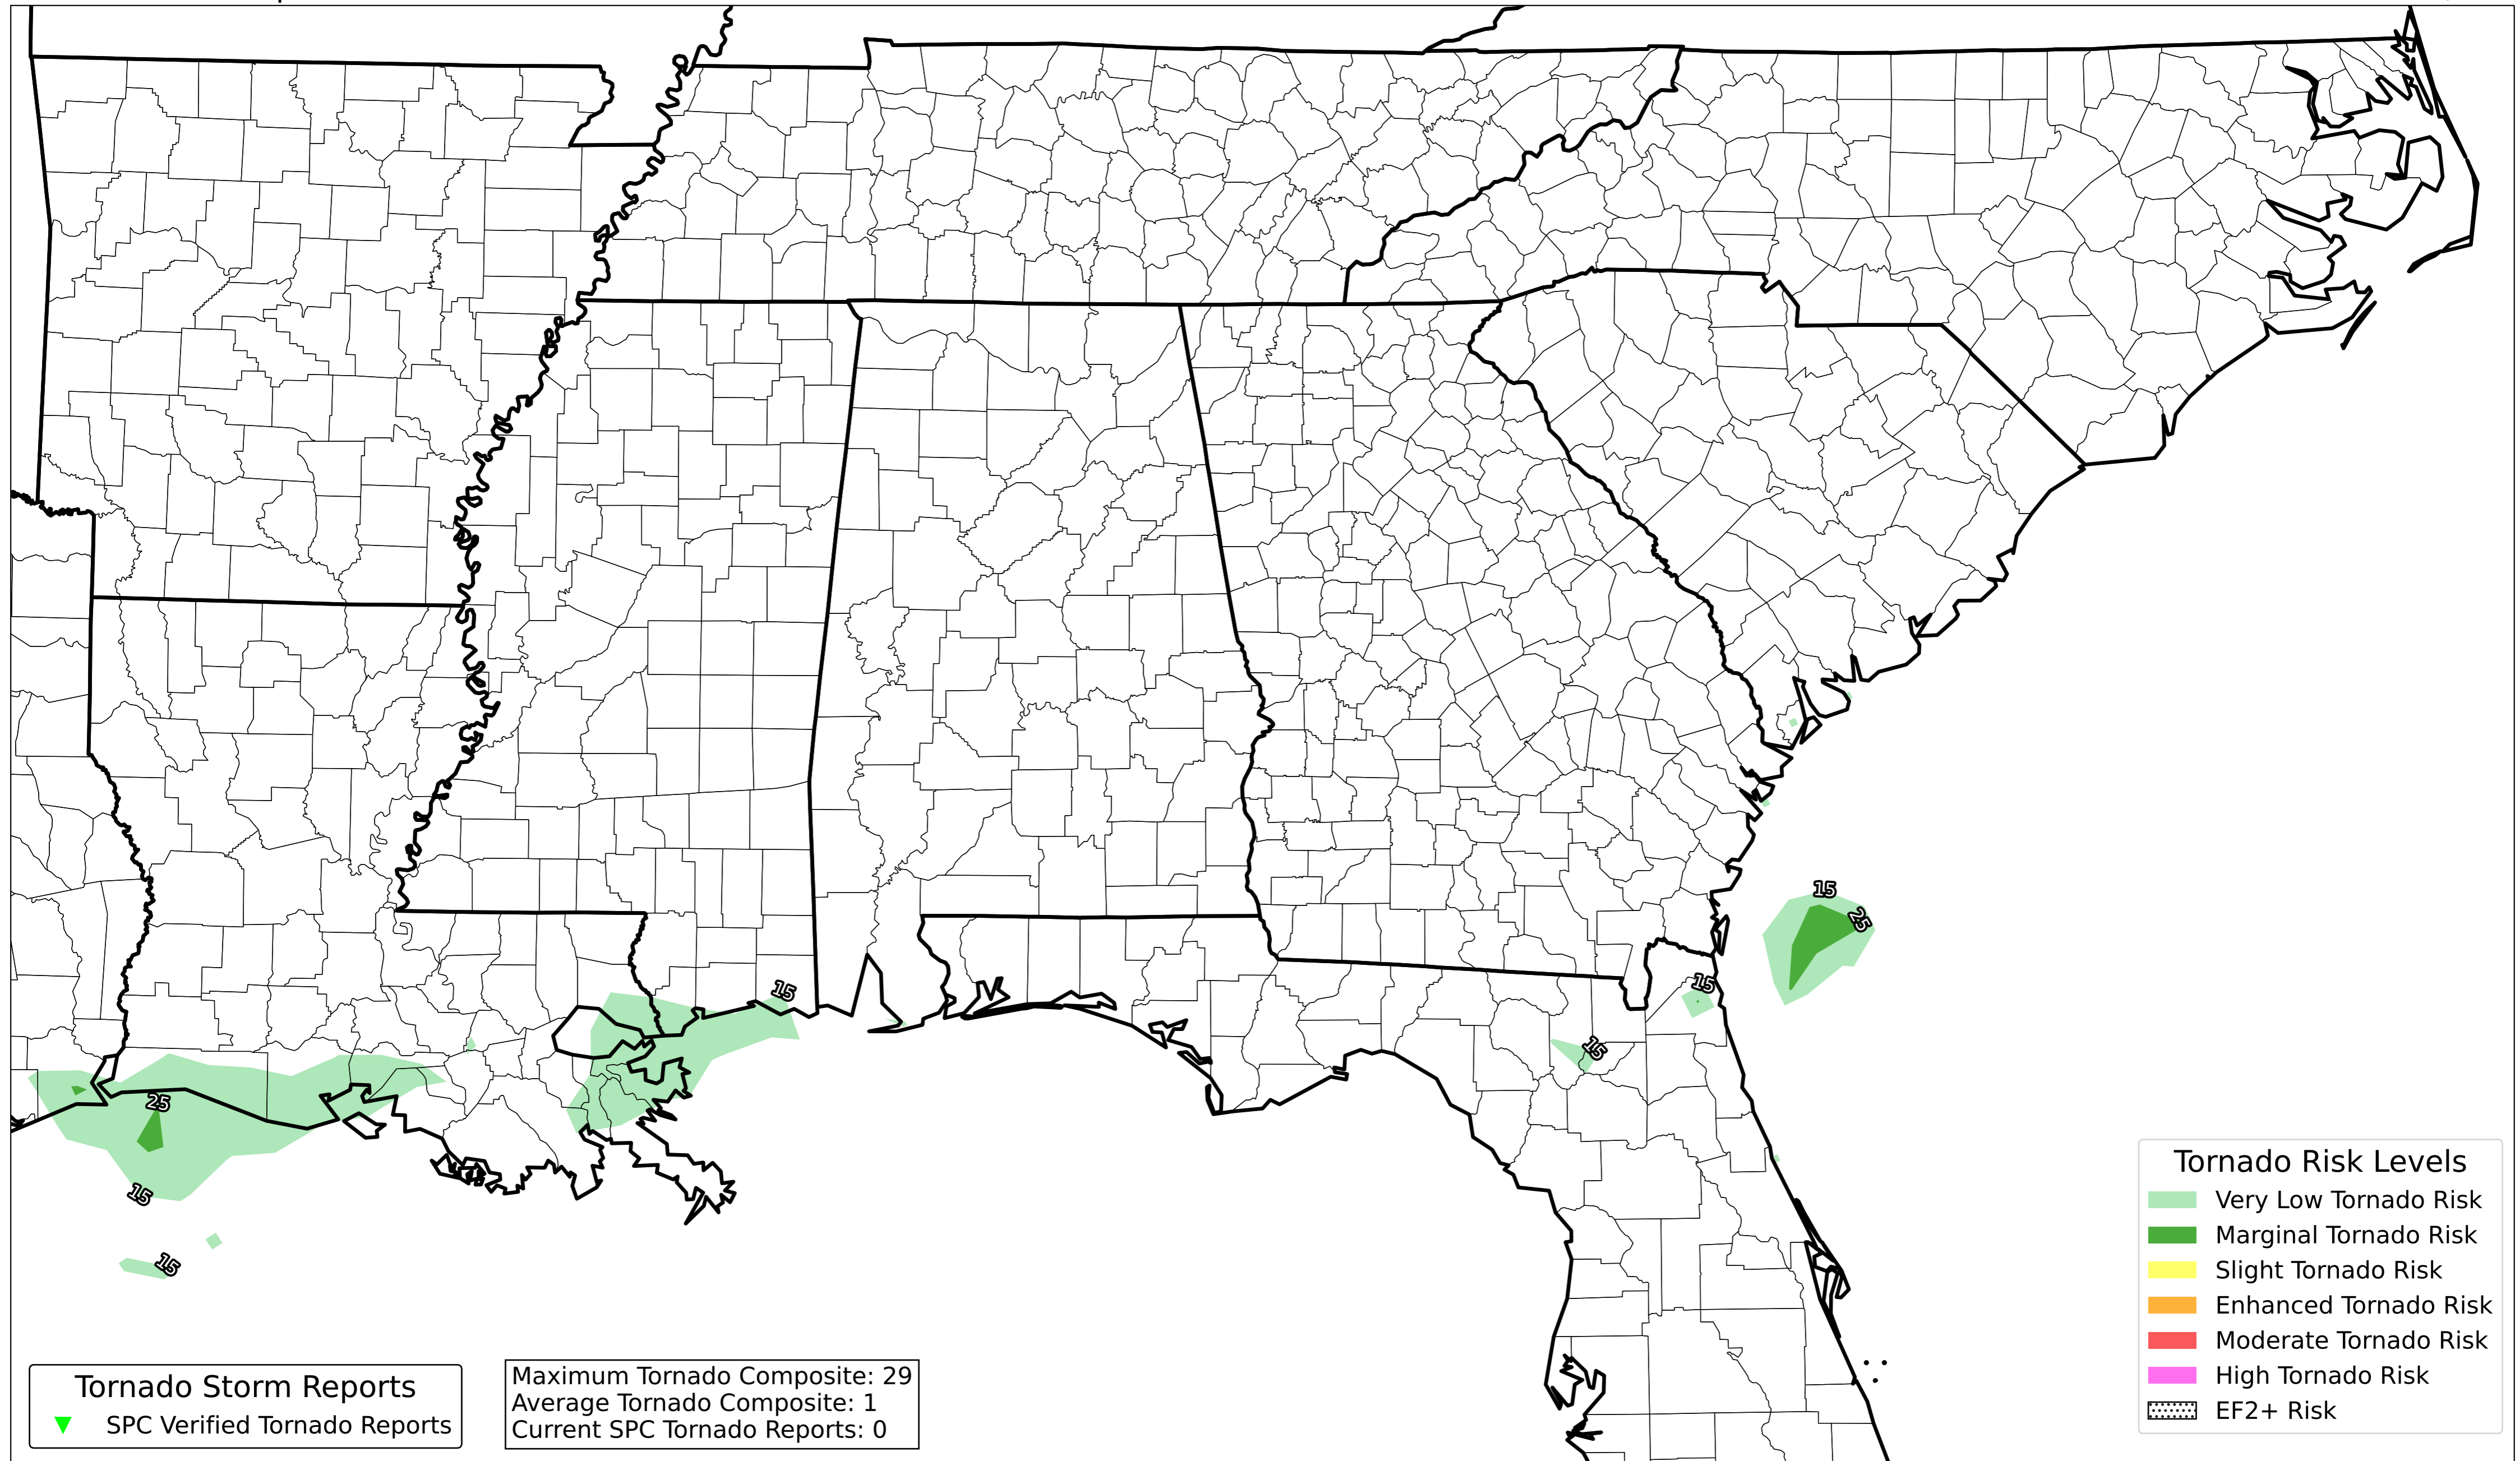 15
25
15
15
15
25
15
15
15
Tornado Risk Levels
Very Low Tornado Risk
Marginal Tornado Risk
Slight Tornado Risk
Enhanced Tornado Risk
Moderate Tornado Risk
High Tornado Risk
EF2+ Risk
Tornado Storm Reports
SPC Verified Tornado Reports
Maximum Tornado Composite: 29
Average Tornado Composite: 1
Current SPC Tornado Reports: 0